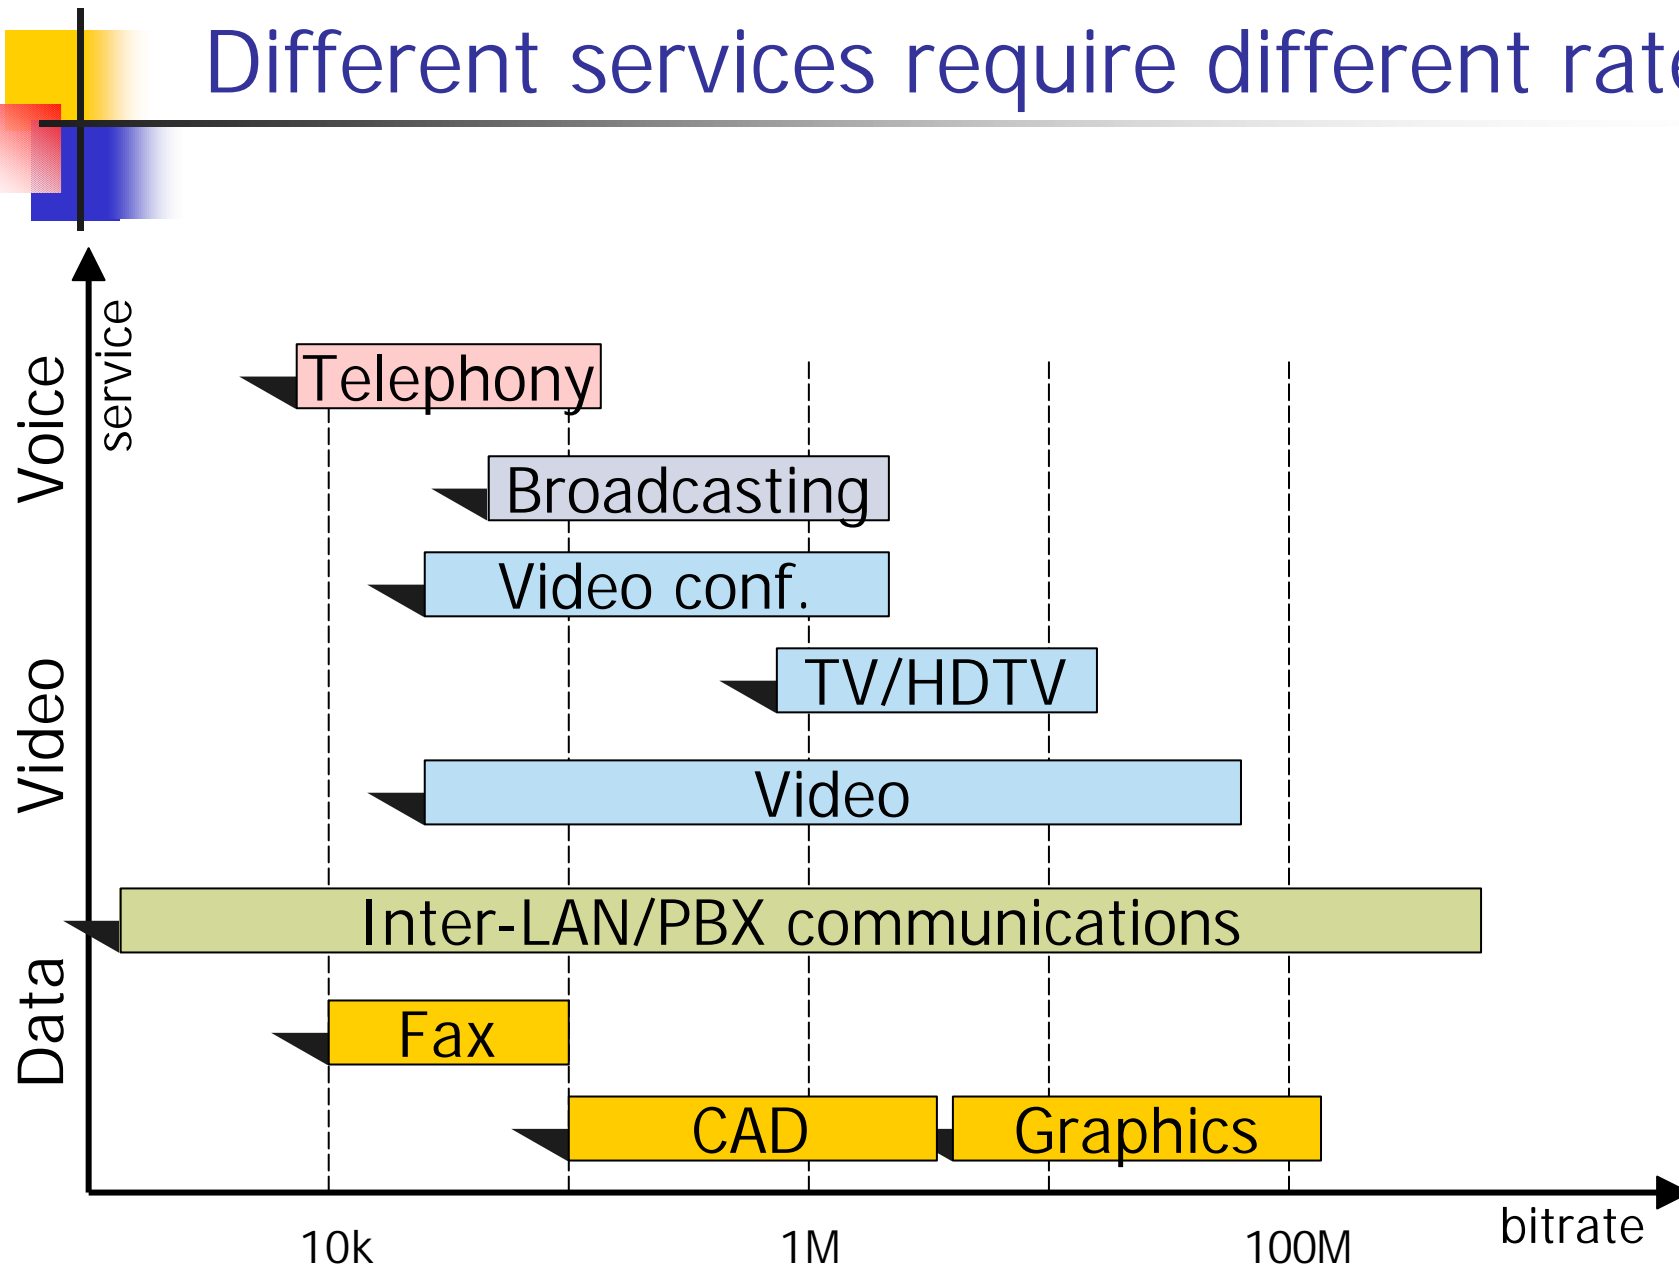 Different services require different rate
service
Voice
Telephony
Broadcasting
Video conf.
Video
TV/HDTV
Video
Inter-LAN/PBX communications
Data
Fax
CAD
Graphics
bitrate
10k
1M
100M